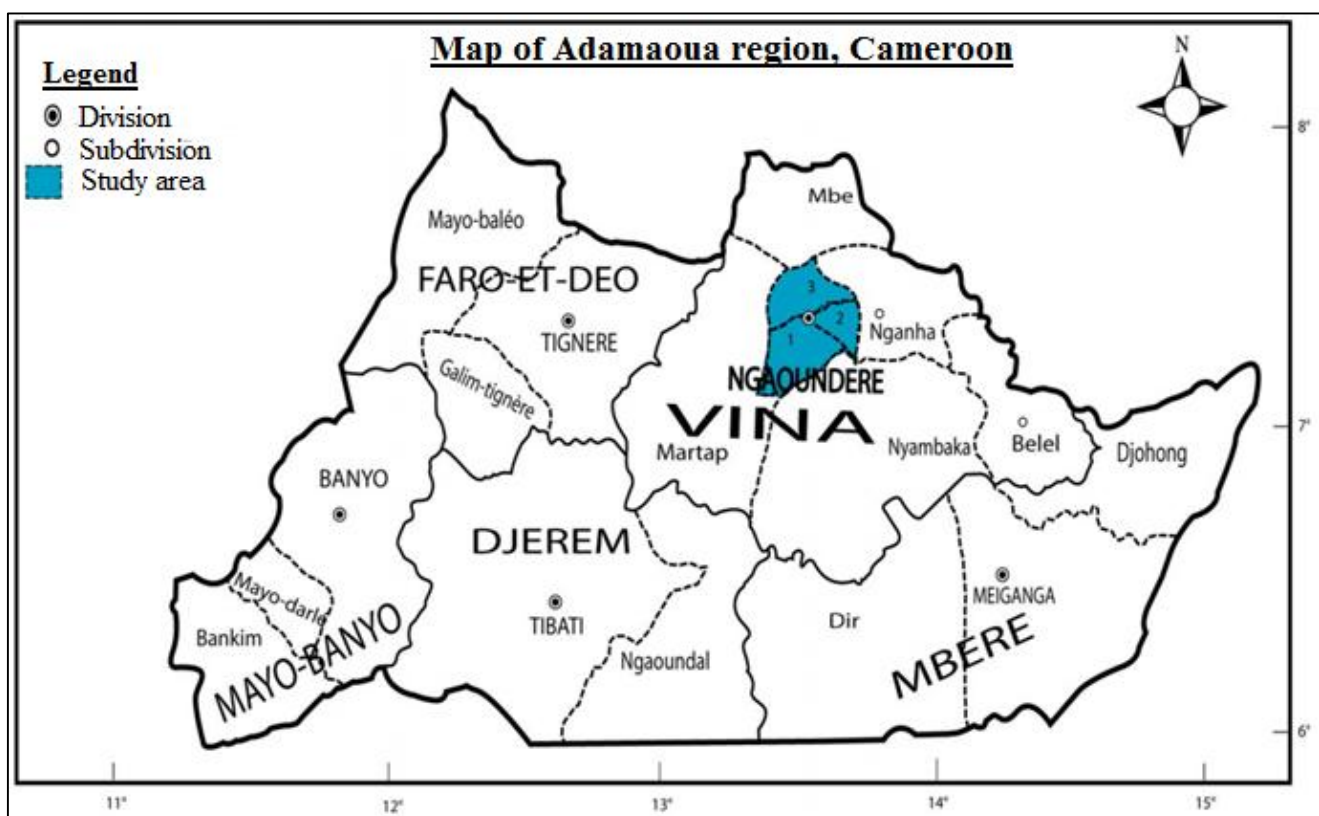 Map of Adamaoua region, Cameroon
N
Legend
Division
Subdivision
Study area
8°
Mbe
Mayo-baléo
FARO-ET-DEO
3
2
1
Nganha
TIGNERE
Galim-tignère
NGAOUNDERE
VINA
7°
Martap
Nyambaka
Belel
Djohong
BANYO
DJEREM
Mayo-darle
MEIGANGA
TIBATI
Dir
Bankim
MAYO-BANYO
Ngaoundal
MBERE
6°
11°
12°
13°
14°
15°